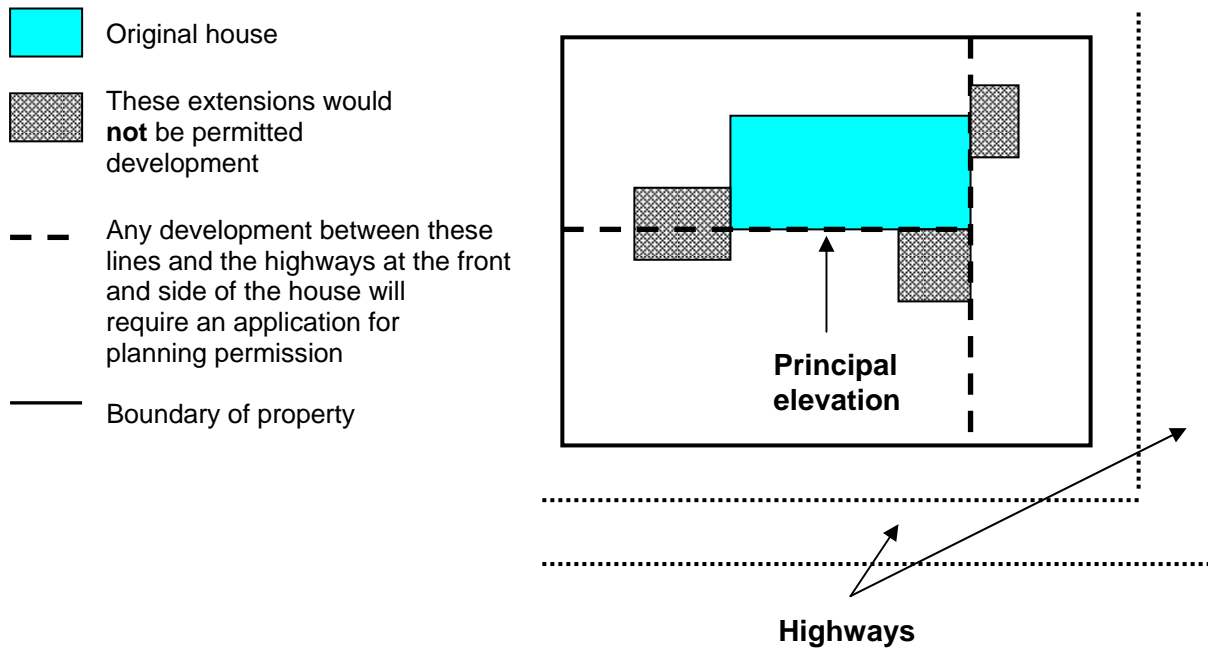 Original house
These extensions would
not be permitted
development
Any development between these
lines and the highways at the front
and side of the house will
require an application for
planning permission
Boundary of property
Principal
elevation
Highways